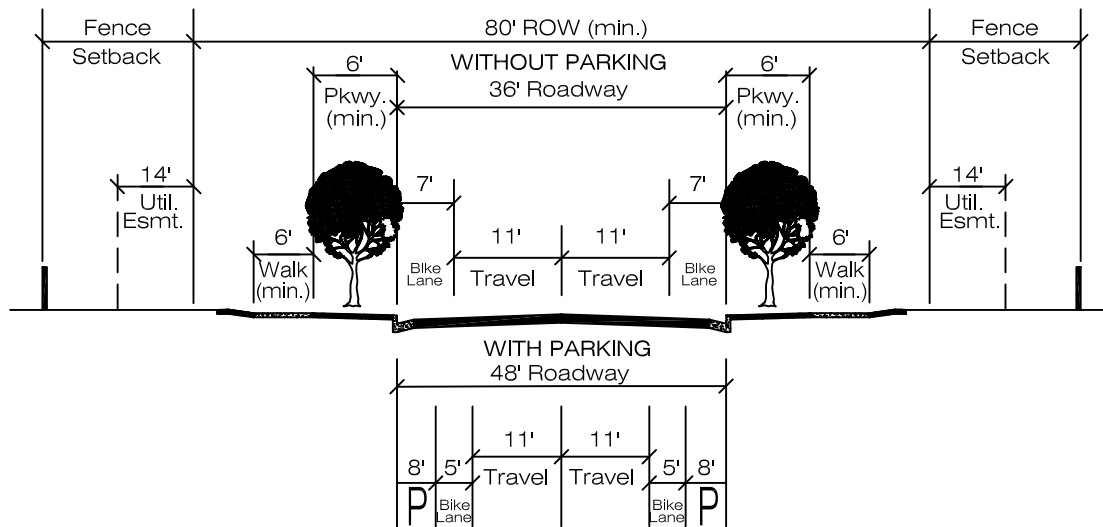 Fence
80' ROW (min.)
Fence
Setback
Setback
6'
WITHOUT PARKING
6'
Pkwy.
(min.)
36' Roadway
Pkwy.
(min.)
14'
Util.
Esmt.
7'
7'
14'
Util.
Esmt.
6'
Walk
(min.)
11'
11'
6'
Walk
(min.)
Bike
Lane
Travel
Travel
Bike
Lane
WITH PARKING
48' Roadway
11'
11'
8'
5'
Travel
Travel
5'
8'
P
Bike
Lane
Bike
Lane
P